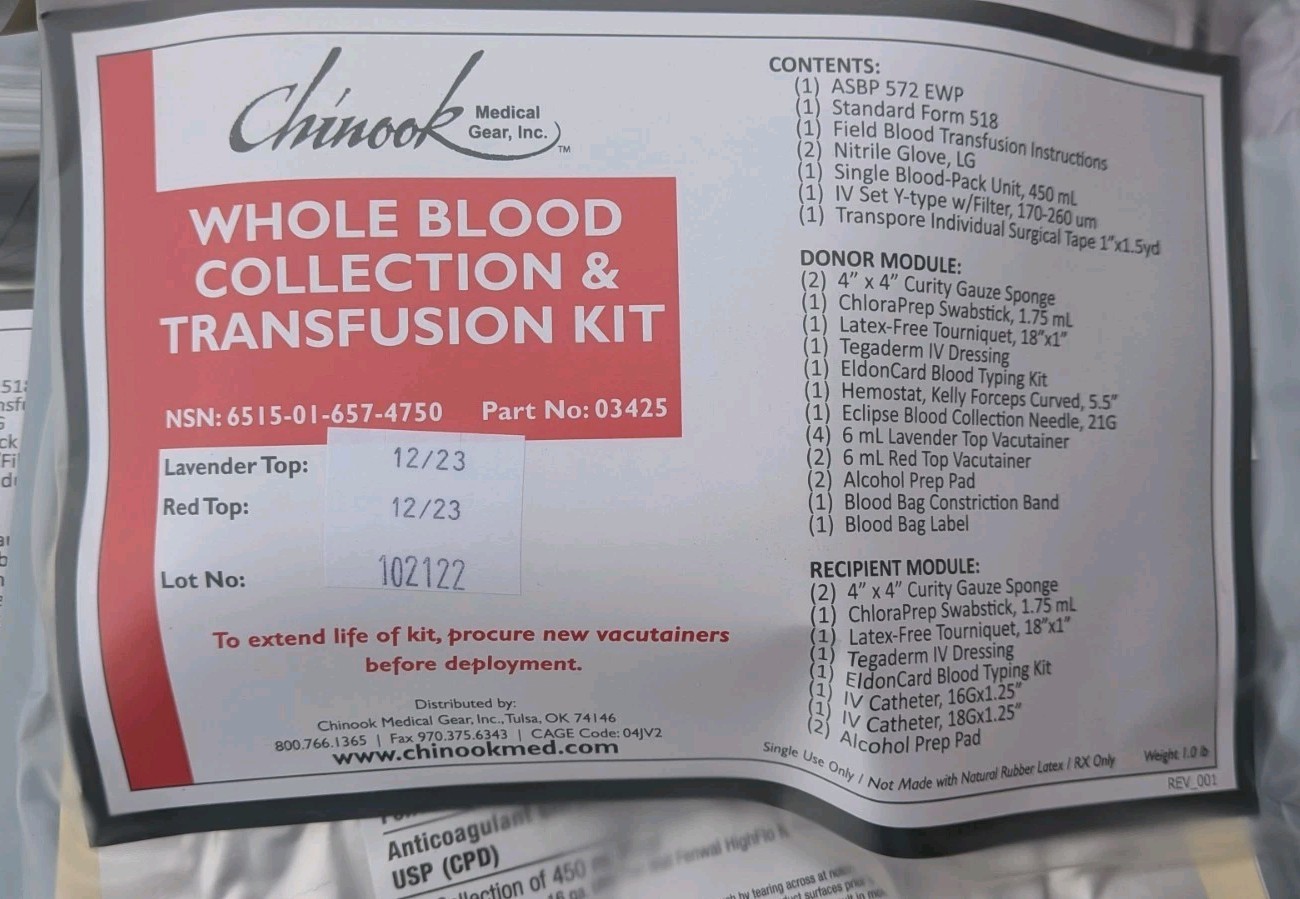 Chinook Medical
Gear, Inc.
TM
WHOLE BLOOD
COLLECTION &
TRANSFUSION KIT
NSN: 6515-01-657-4750 Part No: 03425
Lavender Top: 12/23
Red Top: 12/23
Lot No: 102122
To extend life of kit, procure new vacutainers
before deployment.
Distributed by:
Chinook Medical Gear, Inc., Tulsa, OK 74146
800.766.1365 | Fax 970.375.6343 | CAGE Code: 04JV2
www.chinookmed.com
CONTENTS:
(1) ASBP 572 EWP
(1) Standard Form 518
(1) Field Blood Transfusion Instructions
(2) Nitrile Glove, LG
(1) Single Blood-Pack Unit, 450 mL
(1) IV Set Y-type w/Filter, 170-260 um
(1) Transpore Individual Surgical Tape 1"x1.5yd
DONOR MODULE:
(2) 4" x 4" Curity Gauze Sponge
(1) ChloraPrep Swabstick, 1.75 mL
(1) Latex-Free Tourniquet, 18"x1"
(1) Tegaderm IV Dressing
(1) EldonCard Blood Typing Kit
(1) Hemostat, Kelly Forceps Curved, 5.5"
(1) Eclipse Blood Collection Needle, 21G
(4) 6 mL Lavender Top Vacutainer
(2) 6 mL Red Top Vacutainer
(2) Alcohol Prep Pad
(1) Blood Bag Constriction Band
(1) Blood Bag Label
RECIPIENT MODULE:
(2) 4" x 4" Curity Gauze Sponge
(1) ChloraPrep Swabstick, 1.75 mL
(1) Latex-Free Tourniquet, 18"x1"
(1) Tegaderm IV Dressing
(1) EldonCard Blood Typing Kit
(1) IV Catheter, 16Gx1.25"
(1) IV Catheter, 18Gx1.25"
(2) Alcohol Prep Pad
Single Use Only / Not Made with Natural Rubber Latex / RX Only Weight 1.0 lb
REV_001
Anticoagulant
USP (CPD)
of 450
Fenwal HighFlo
by tearing across at
surfaces